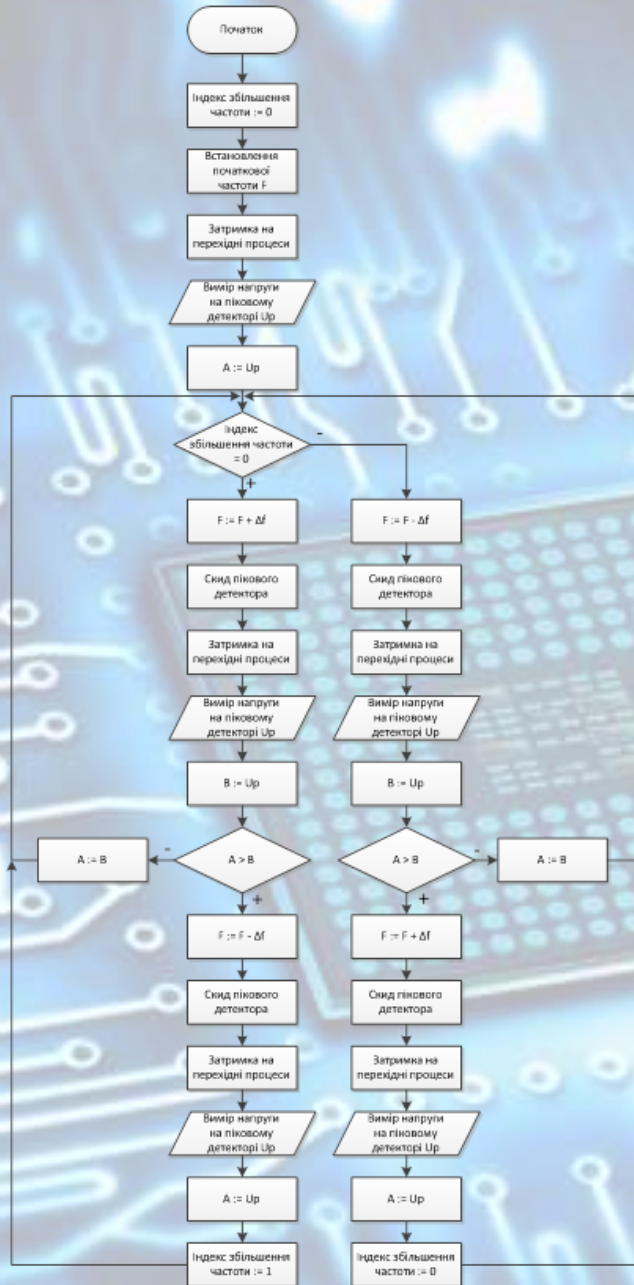 Початок
Індекс збільшення
частоти := 0
Встановлення
початкової
частоти F
Затримка на
перехідні процеси
Вимір напруги
на піковому
детекторі Up
A := Up
Індекс
збільшення частоти
= 0
-
+
F := F + Δf
Скид пікового
детектора
Затримка на
перехідні процеси
Вимір напруги
на піковому
детекторі Up
B := Up
A > B
-
A := B
+
F := F - Δf
Скид пікового
детектора
Затримка на
перехідні процеси
Вимір напруги
на піковому
детекторі Up
A := Up
Індекс збільшення
частоти := 1
F := F - Δf
Скид пікового
детектора
Затримка на
перехідні процеси
Вимір напруги
на піковому
детекторі Up
B := Up
A > B
-
A := B
+
F := F + Δf
Скид пікового
детектора
Затримка на
перехідні процеси
Вимір напруги
на піковому
детекторі Up
A := Up
Індекс збільшення
частоти := 0